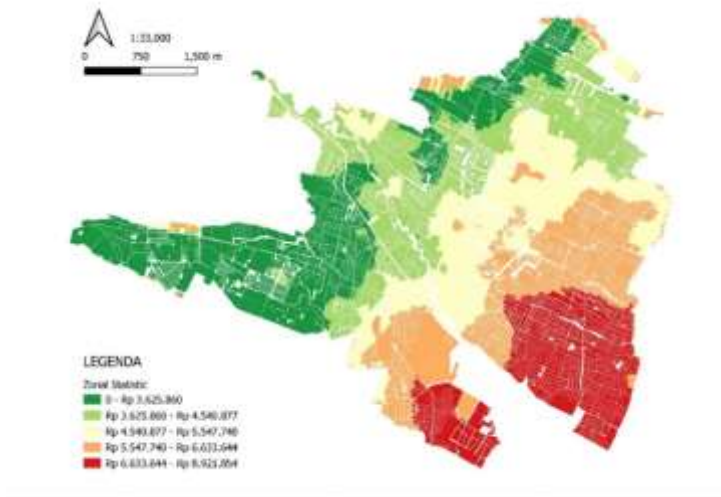 1:33,000
0 750 1,500 m
LEGENDA
Zonal Statistic
0 - Rp 3.625.860
Rp 3.625.860 - Rp 4.540.877
Rp 4.540.877 - Rp 5.547.740
Rp 5.547.740 - Rp 6.633.644
Rp 6.633.644 - Rp 8.921.854